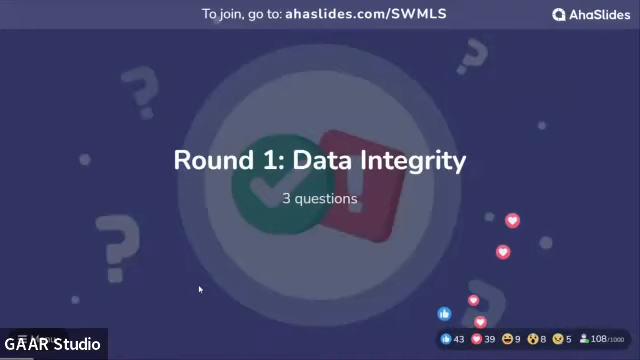 To join, go to: ahaslides.com/SWMLS
AhaSlides
Round 1: Data Integrity
3 questions
GAAR Studio
43 39 9 8 5 108/1000